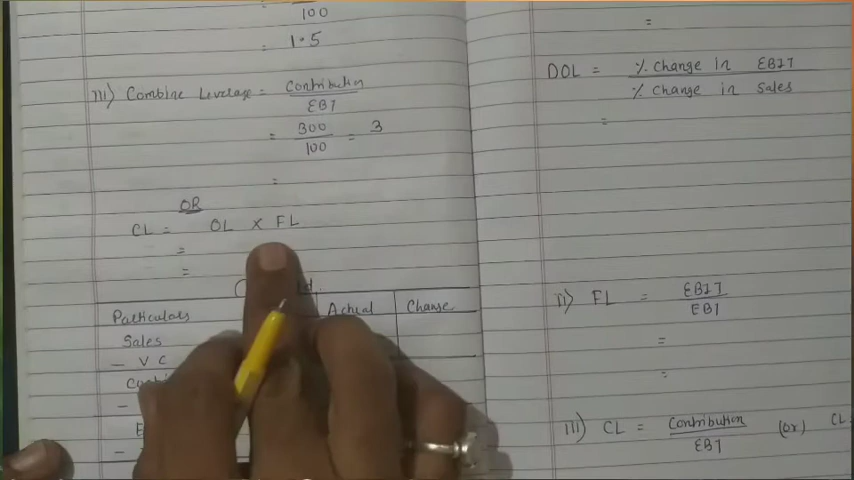 100
= 1.5
iii) Combine Leverage = Contribution
EBT
= 300 = 3
100
=
OR
CL = OL × FL
=
=
Particulars Actual Change
Sales
- V C
-
-
=
DOL = % Change in EBIT
% Change in Sales
=
ii) FL = EBIT
EBT
=
=
iii) CL = Contribution (or) CL
EBT